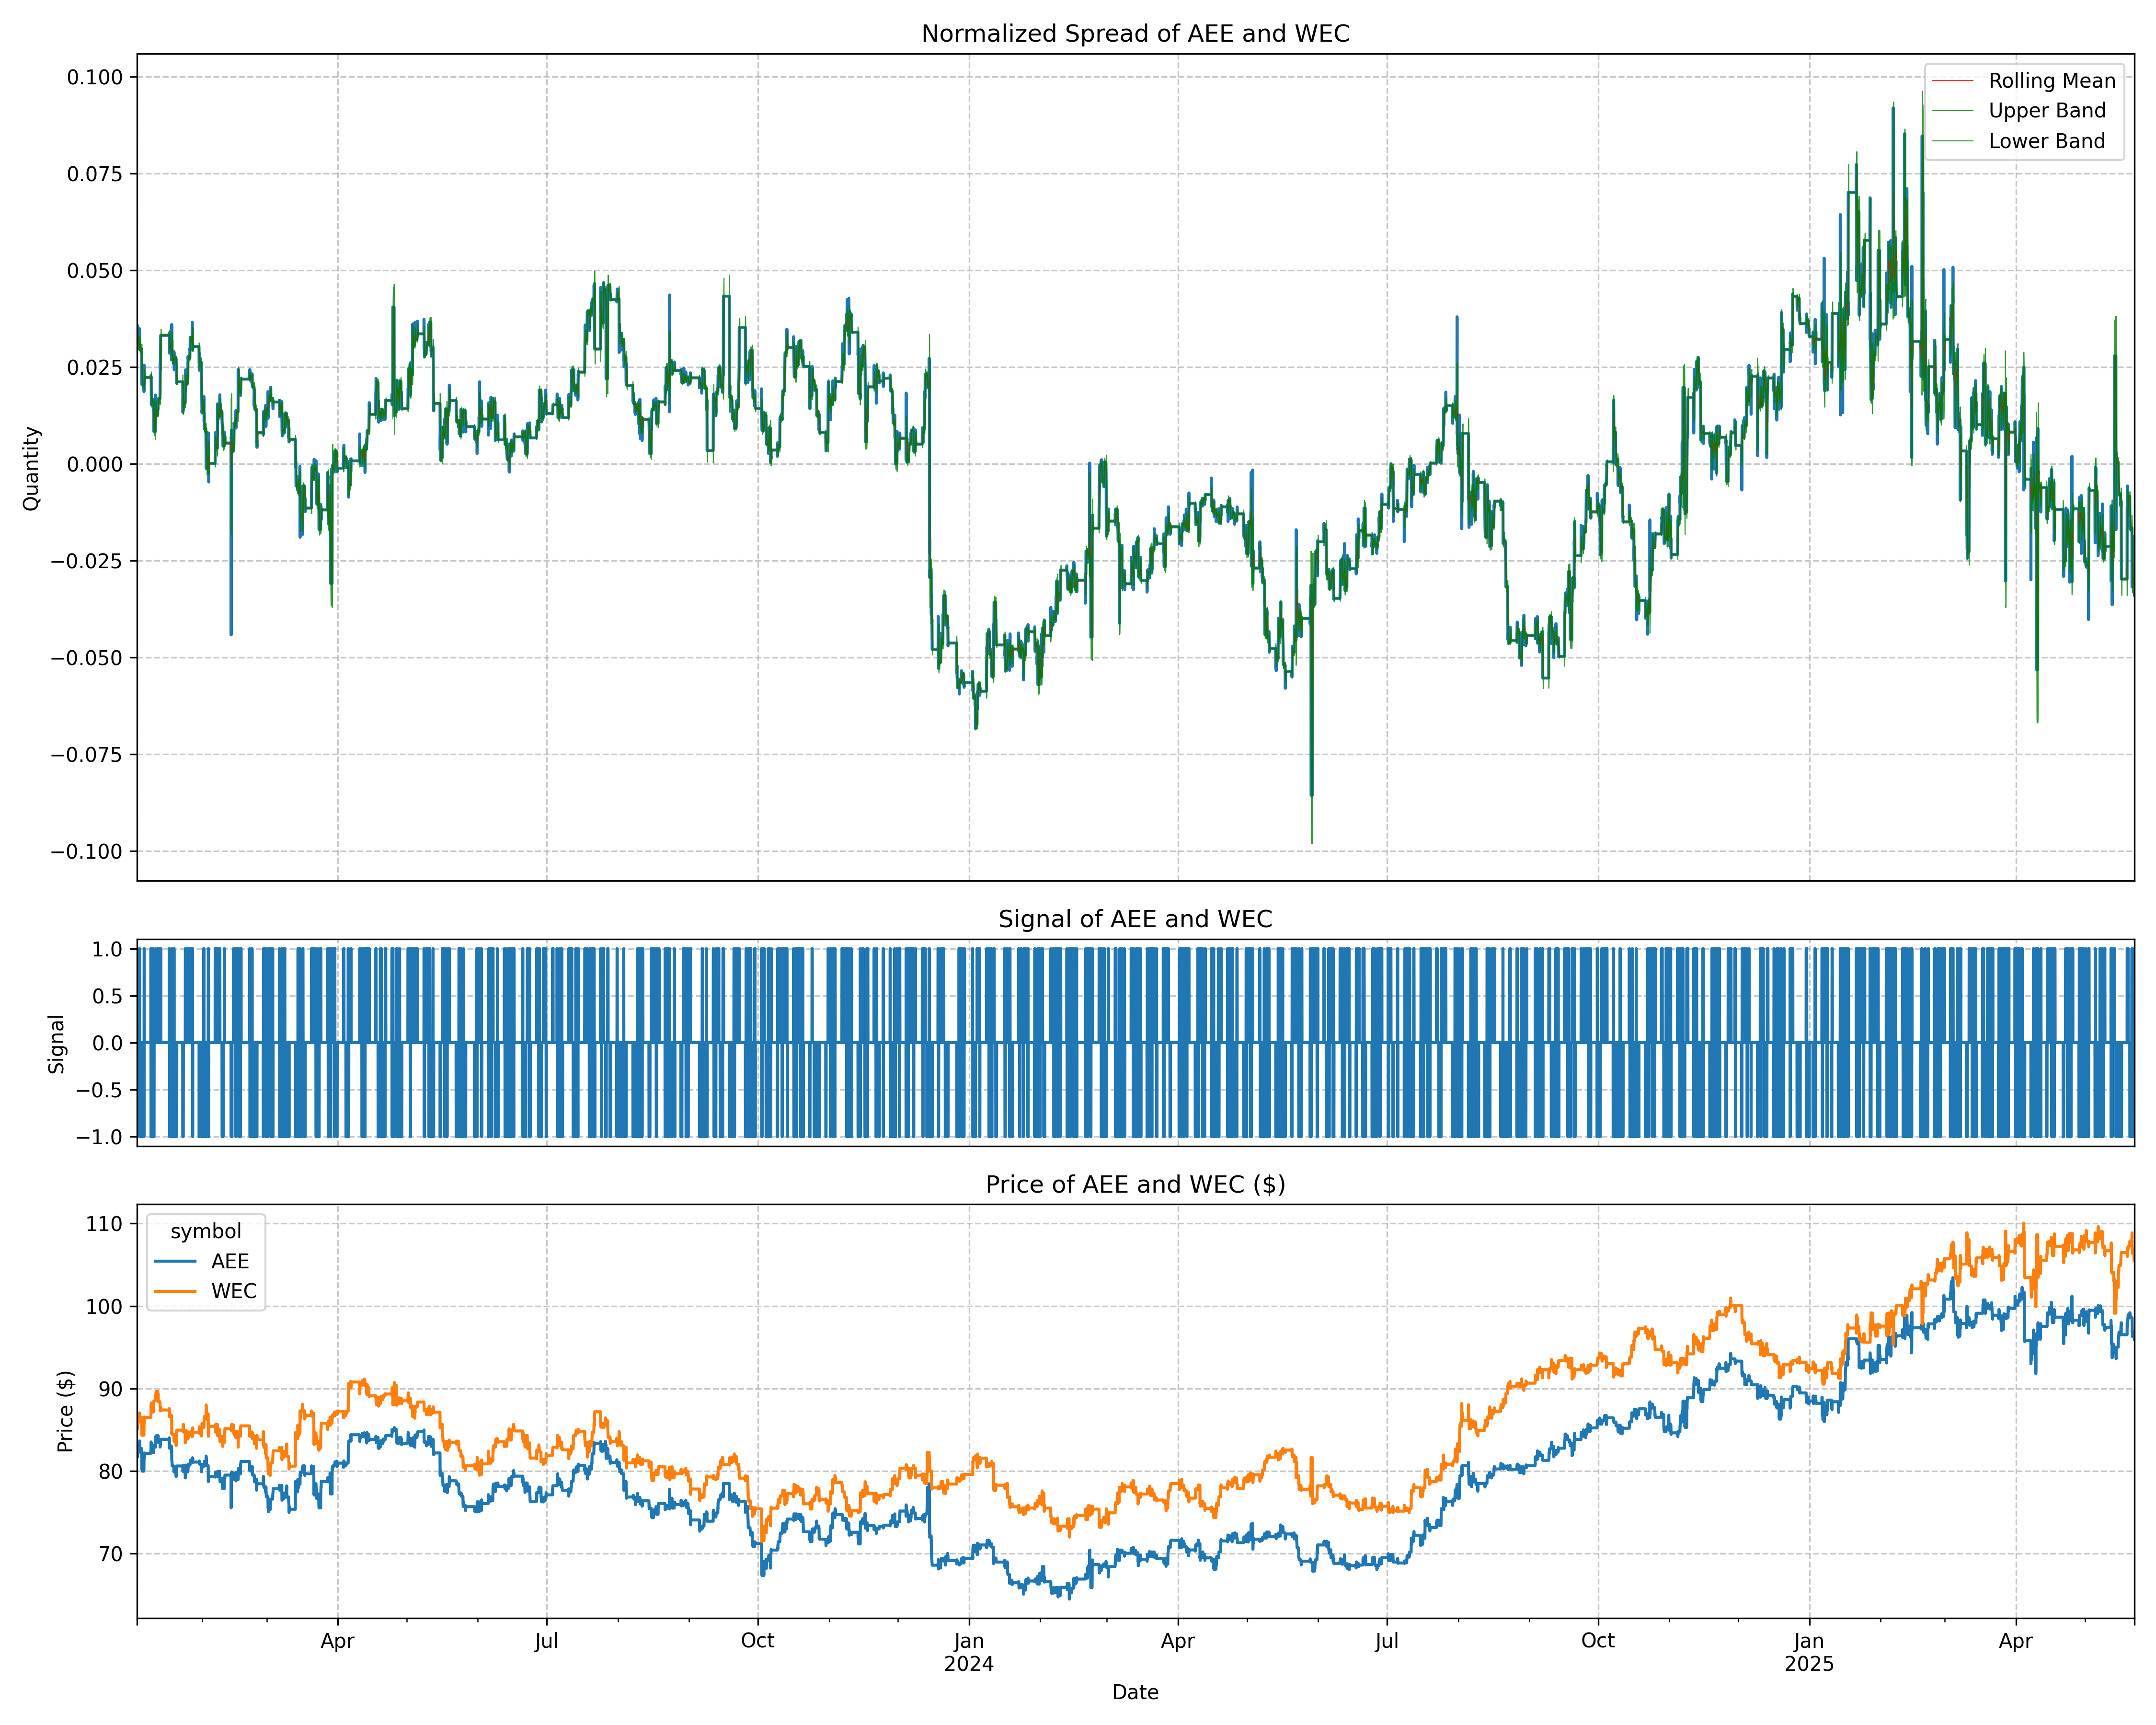 Normalized Spread of AEE and WEC
Quantity
0.100
0.075
0.050
0.025
0.000
−0.025
−0.050
−0.075
−0.100
Rolling Mean
Upper Band
Lower Band
Signal of AEE and WEC
Signal
1.0
0.5
0.0
−0.5
−1.0
Price of AEE and WEC ($)
Price ($)
110
100
90
80
70
symbol
AEE
WEC
Apr
Jul
Oct
Jan
2024
Apr
Jul
Oct
Jan
2025
Apr
Date